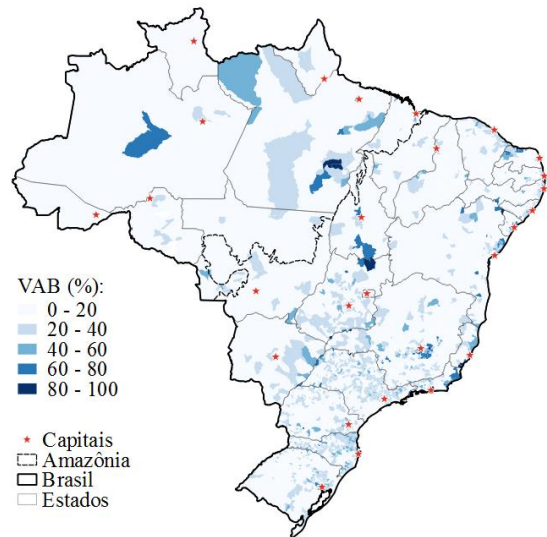 VAB (%):
0 - 20
20 - 40
40 - 60
60 - 80
80 - 100
Capitais
Amazônia
Brasil
Estados